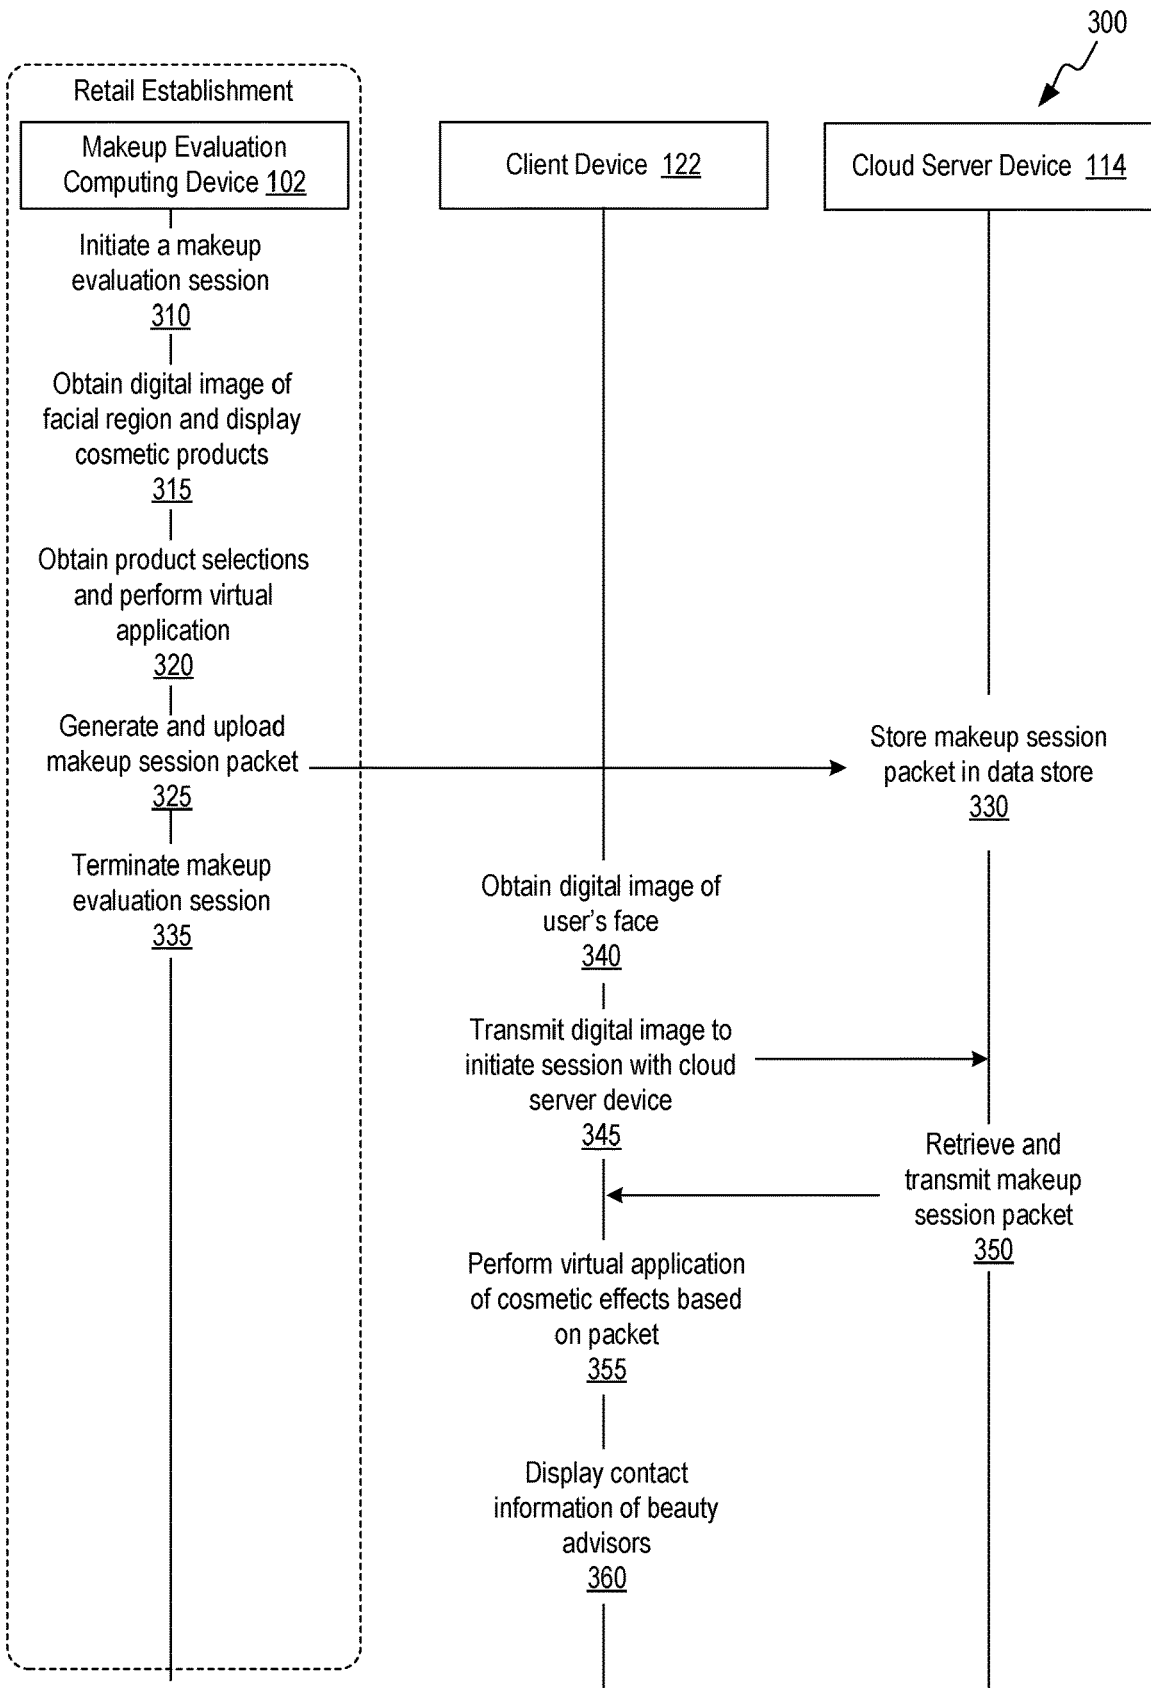 300
Retail Establishment
Makeup Evaluation
Computing Device 102
Client Device 122
Cloud Server Device 114
Initiate a makeup
evaluation session
310
Obtain digital image of
facial region and display
cosmetic products
315
Obtain product selections
and perform virtual
application
320
Generate and upload
makeup session packet
325
Store makeup session
packet in data store
330
Terminate makeup
evaluation session
335
Obtain digital image of
user’s face
340
Transmit digital image to
initiate session with cloud
server device
345
Retrieve and
transmit makeup
session packet
350
Perform virtual application
of cosmetic effects based
on packet
355
Display contact
information of beauty
advisors
360